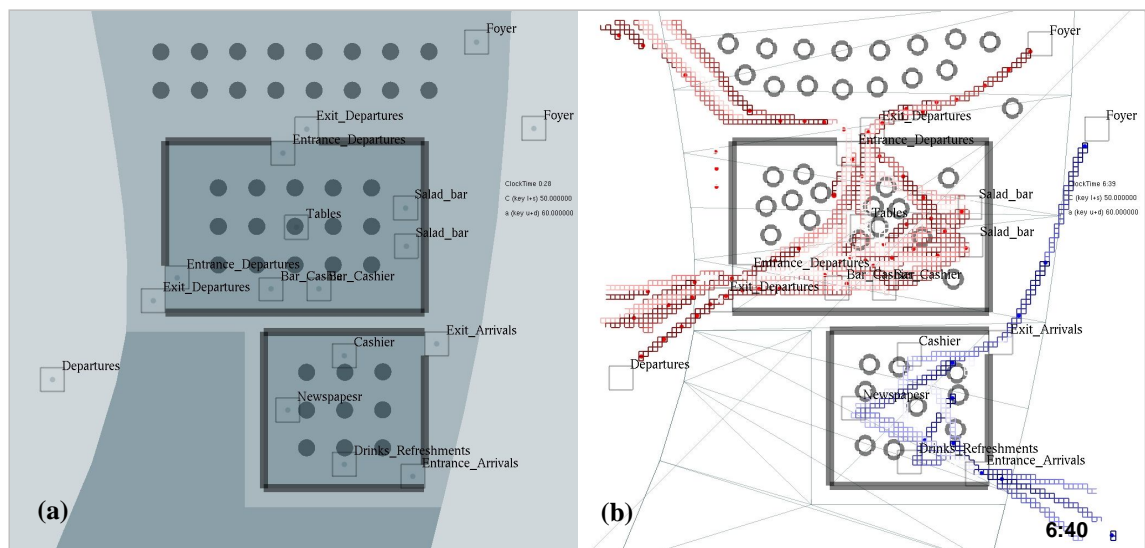 Foyer
Foyer
Exit_Departures
Entrance_Departures
ClockTime 0:28
C (key l+s) 50.000000
a (key u+d) 60.000000
Salad_bar
Tables
Salad_bar
Entrance_Departures
Bar_Cashier
Bar_Cashier
Exit_Departures
Exit_Arrivals
Cashier
Departures
Newspapesr
Drinks_Refreshments
Entrance_Arrivals
(a)
Foyer
Foyer
Exit_Departures
Entrance_Departures
ClockTime 6:39
C (key l+s) 50.000000
a (key u+d) 60.000000
Salad_bar
Tables
Salad_bar
Entrance_Departures
Bar_Cashier
Bar_Cashier
Exit_Departures
Exit_Arrivals
Cashier
Departures
Newspapesr
Drinks_Refreshments
Entrance_Arrivals
(b)
6:40